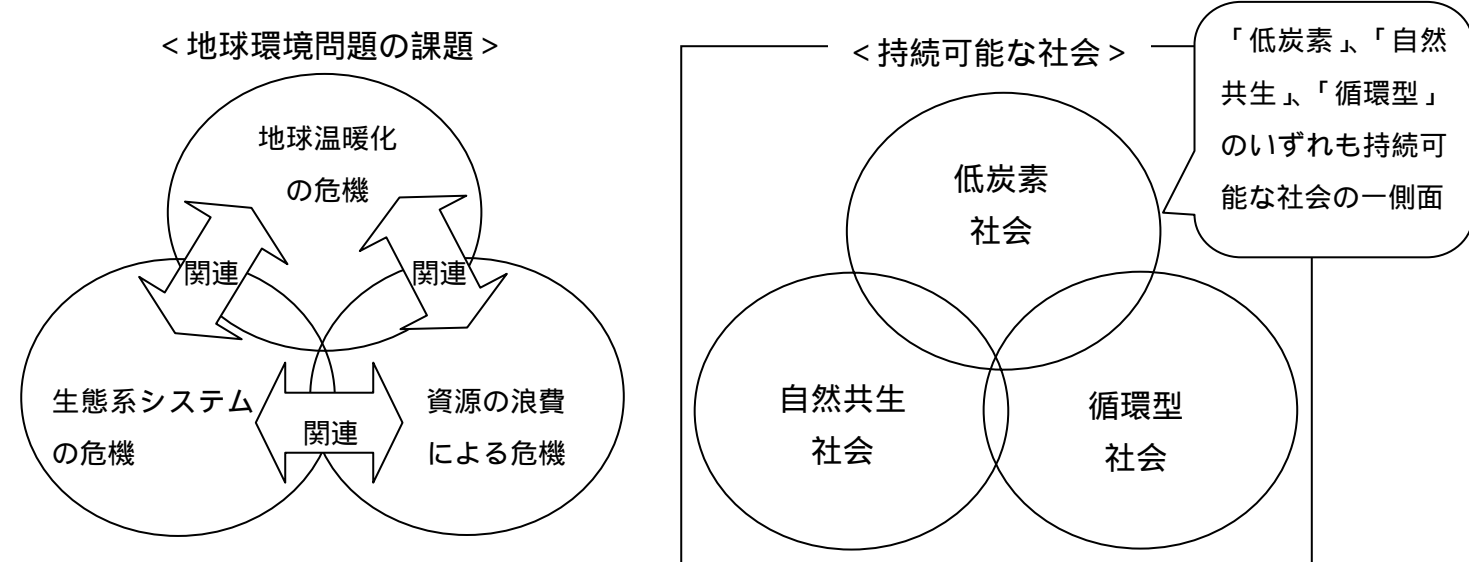 <地球環境問題の課題>
地球温暖化
の危機
関連
関連
生態系システム
の危機
関連
資源の浪費
による危機
<持続可能な社会>
低炭素
社会
自然共生
社会
循環型
社会
「低炭素」、「自然
共生」、「循環型」
のいずれも持続可
能な社会の一側面